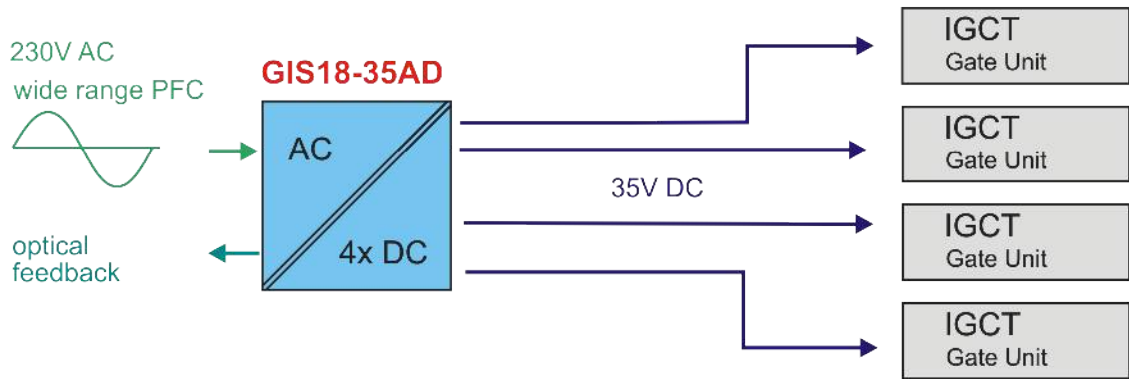 230V AC
wide range PFC
GIS18-35AD
AC
4x DC
optical
feedback
35V DC
IGCT
Gate Unit
IGCT
Gate Unit
IGCT
Gate Unit
IGCT
Gate Unit